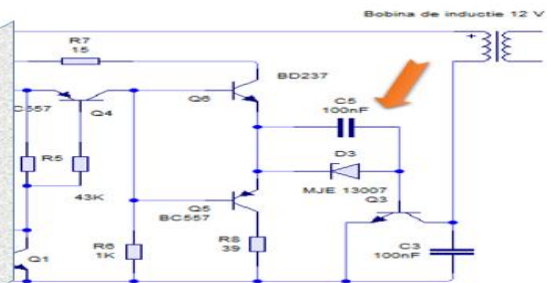 Bobina de inductie 12 V
R7
15
+
BD237
C5
100nF
C557
Q4
Q6
D3
R5
MJE 13007
Q3
43K
Q5
BC557
R6
1K
R8
39
C3
100nF
Q1